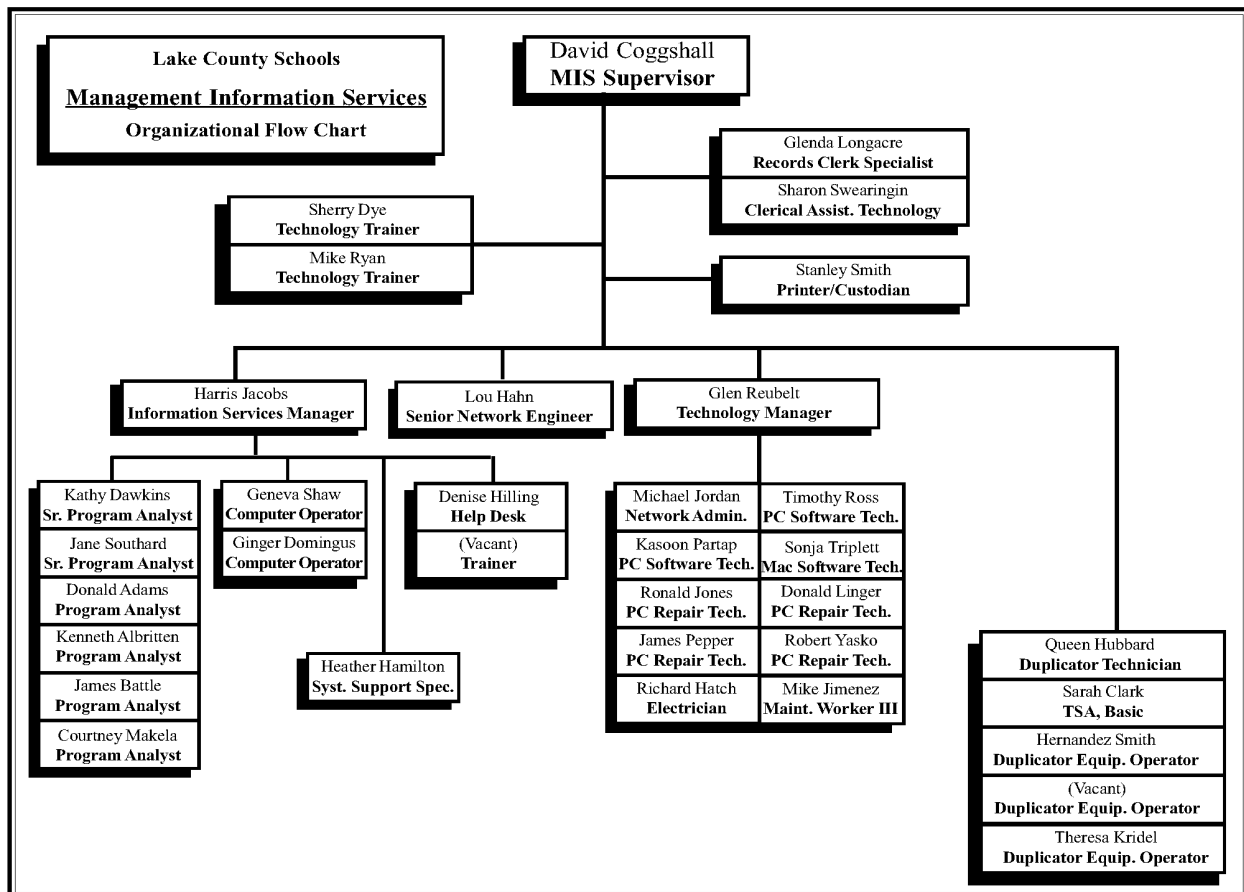 Lake County Schools
Management Information Services
Organizational Flow Chart
David Coggshall
MIS Supervisor
Glenda Longacre
Records Clerk Specialist
Sharon Swearingin
Clerical Assist. Technology
Sherry Dye
Technology Trainer
Mike Ryan
Technology Trainer
Stanley Smith
Printer/Custodian
Harris Jacobs
Information Services Manager
Lou Hahn
Senior Network Engineer
Glen Reubelt
Technology Manager
Kathy Dawkins
Sr. Program Analyst
Jane Southard
Sr. Program Analyst
Donald Adams
Program Analyst
Kenneth Albritten
Program Analyst
James Battle
Program Analyst
Courtney Makela
Program Analyst
Geneva Shaw
Computer Operator
Ginger Domingus
Computer Operator
Heather Hamilton
Syst. Support Spec.
Denise Hilling
Help Desk
(Vacant)
Trainer
Michael Jordan
Network Admin.
Timothy Ross
PC Software Tech.
Kasoon Partap
PC Software Tech.
Sonja Triplett
Mac Software Tech.
Ronald Jones
PC Repair Tech.
Donald Linger
PC Repair Tech.
James Pepper
PC Repair Tech.
Robert Yasko
PC Repair Tech.
Richard Hatch
Electrician
Mike Jimenez
Maint. Worker III
Queen Hubbard
Duplicator Technician
Sarah Clark
TSA, Basic
Hernandez Smith
Duplicator Equip. Operator
(Vacant)
Duplicator Equip. Operator
Theresa Kridel
Duplicator Equip. Operator